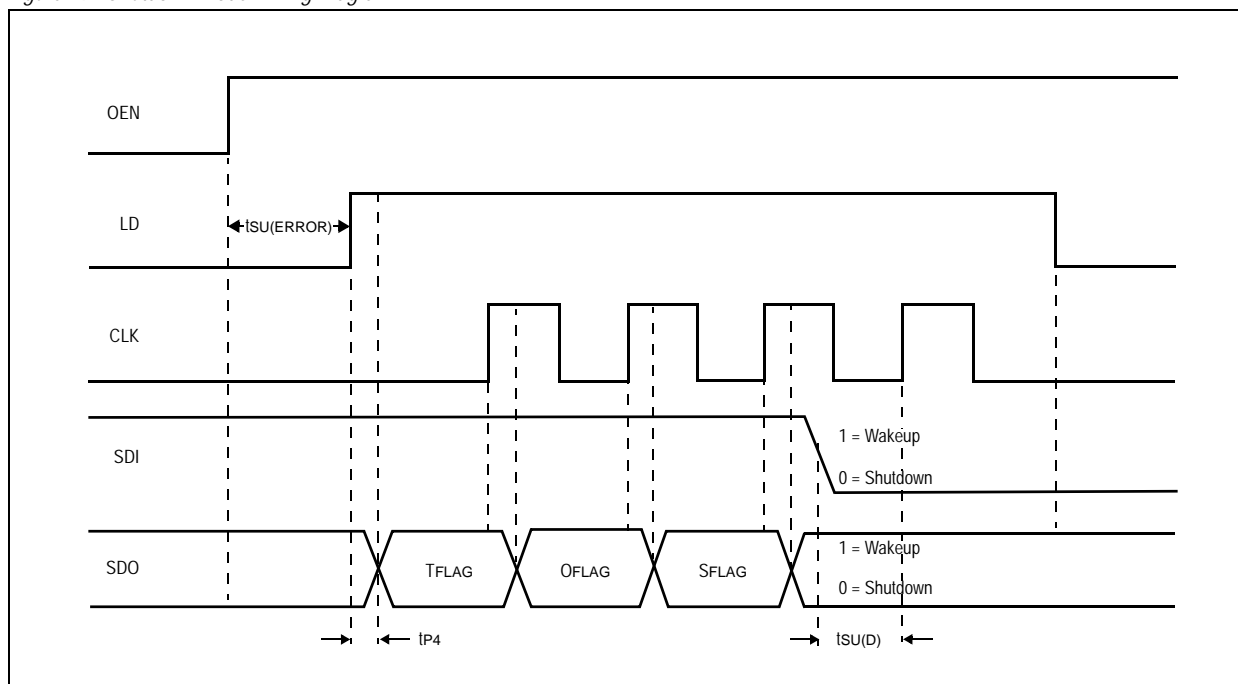 OEN
LD
tSU(ERROR)
CLK
SDI
1 = Wakeup
0 = Shutdown
SDO
TFLAG
OFLAG
SFLAG
1 = Wakeup
0 = Shutdown
tP4
tSU(D)